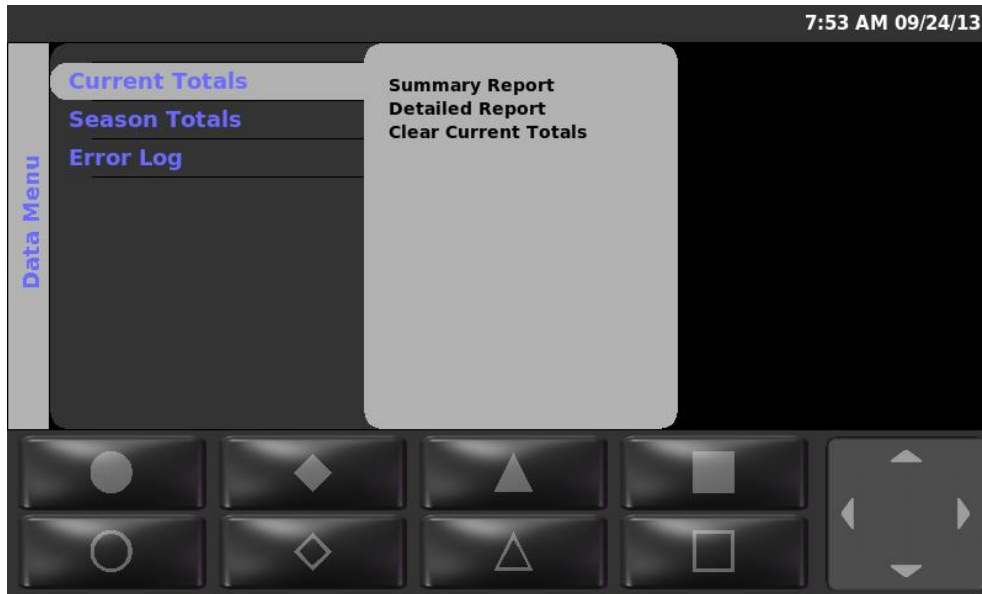 7:53 AM 09/24/13
Data Menu
Current Totals
Season Totals
Error Log
Summary Report
Detailed Report
Clear Current Totals